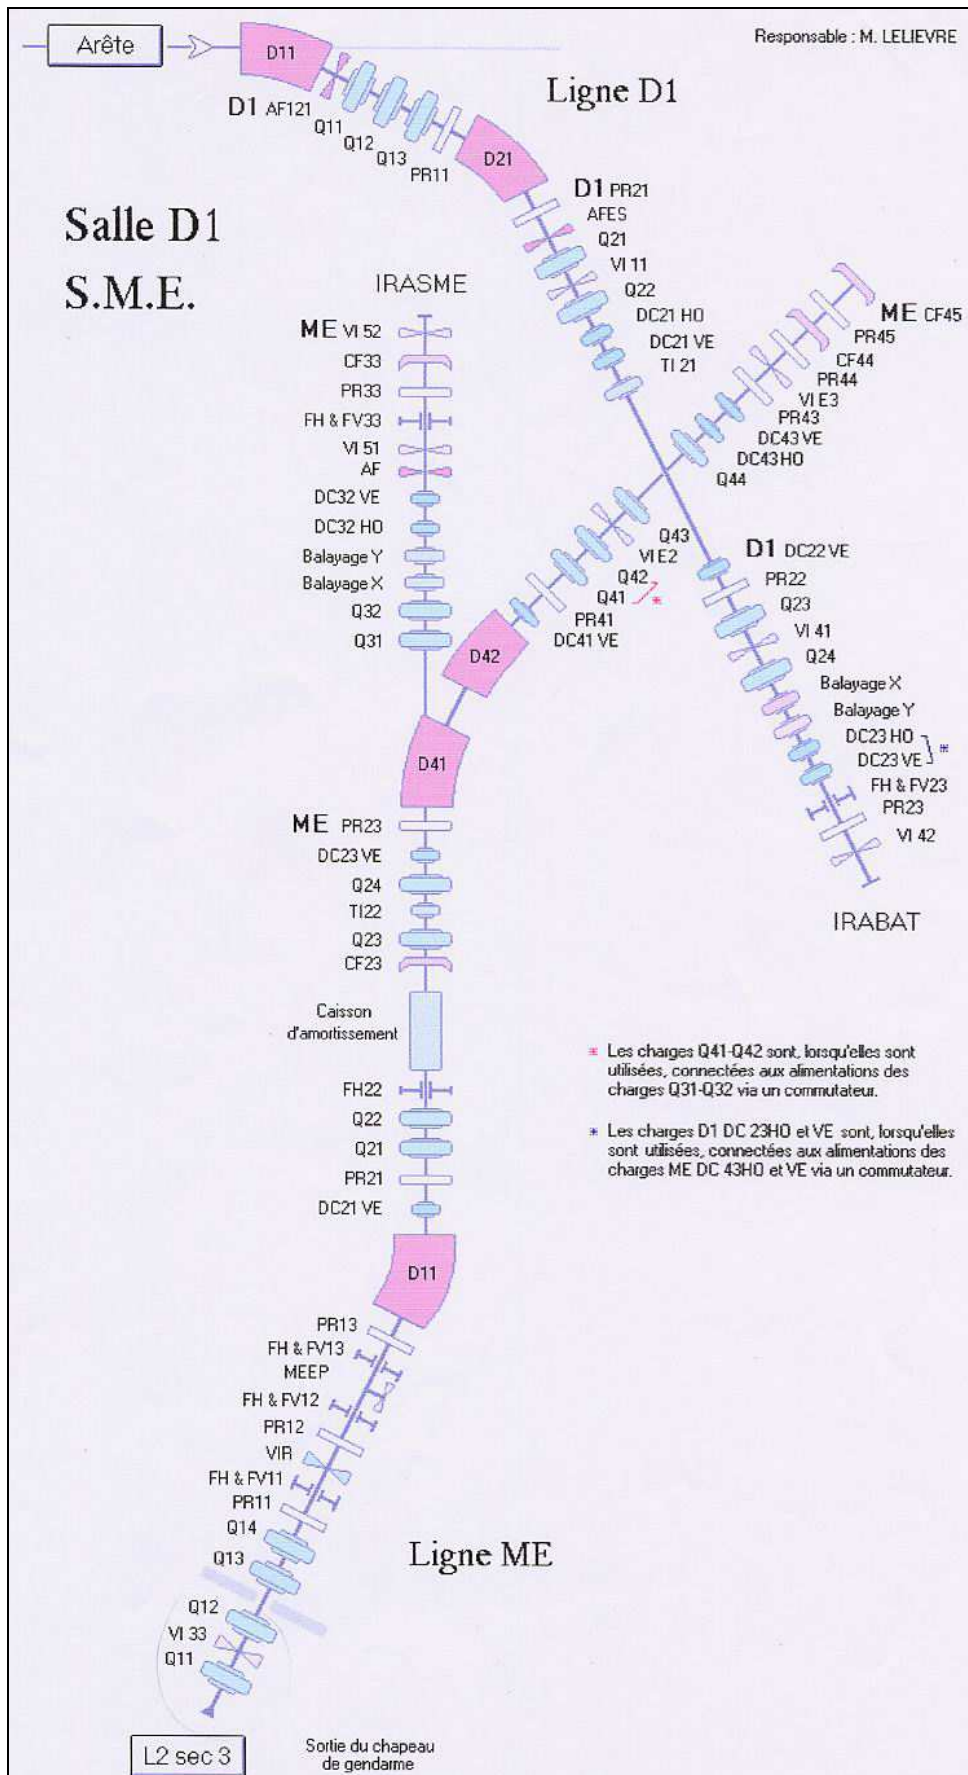 Arête
Responsable : M. LELIEVRE
D11
Ligne D1
D1 AF121
Q11
Q12
Q13
PR11
D21
Salle D1
S.M.E.
D1 PR21
AFES
Q21
VI 11
Q22
DC21 HO
DC21 VE
TI 21
IRASME
ME VI 52
CF33
PR33
FH & FV33
VI 51
AF
DC32 VE
DC32 HO
Balayage Y
Balayage X
Q32
Q31
ME CF45
PR45
CF44
PR44
VI E3
PR43
DC43 VE
DC43 HO
Q44
Q43
VI E2
Q42
Q41
*
PR41
DC41 VE
D42
D41
D1 DC22 VE
PR22
Q23
VI 41
Q24
Balayage X
Balayage Y
DC23 HO
DC23 VE
*
FH & FV23
PR23
VI 42
IRABAT
ME PR23
DC23 VE
Q24
TI22
Q23
CF23
Caisson
d'amortissement
FH22
Q22
Q21
PR21
DC21 VE
D11
* Les charges Q41-Q42 sont, lorsqu'elles sont
utilisées, connectées aux alimentations des
charges Q31-Q32 via un commutateur.
* Les charges D1 DC 23HO et VE sont, lorsqu'elles
sont utilisées, connectées aux alimentations des
charges ME DC 43HO et VE via un commutateur.
PR13
FH & FV13
MEEP
FH & FV12
PR12
VIR
FH & FV11
PR11
Q14
Q13
Ligne ME
Q12
VI 33
Q11
L2 sec 3
Sortie du chapeau
de gendarme